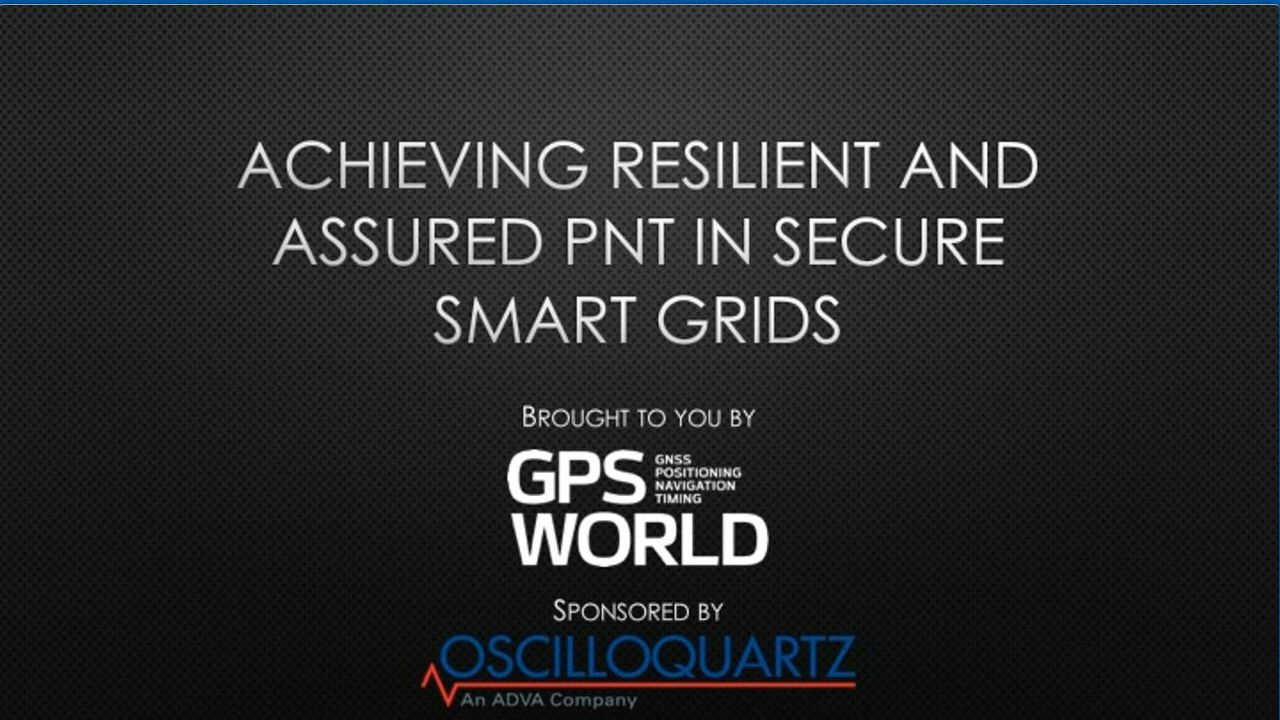 ACHIEVING RESILIENT AND
ASSURED PNT IN SECURE
SMART GRIDS
BROUGHT TO YOU BY
GPS
GNSS
POSITIONING
NAVIGATION
TIMING
WORLD
SPONSORED BY
OSCILLOQUARTZ
An ADVA Company